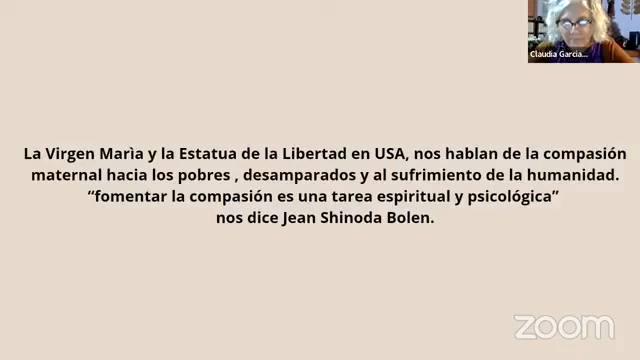 Claudia Garcia...
La Virgen Marìa y la Estatua de la Libertad en USA, nos hablan de la compasión
maternal hacia los pobres , desamparados y al sufrimiento de la humanidad.
“fomentar la compasión es una tarea espiritual y psicológica”
nos dice Jean Shinoda Bolen.
zoom